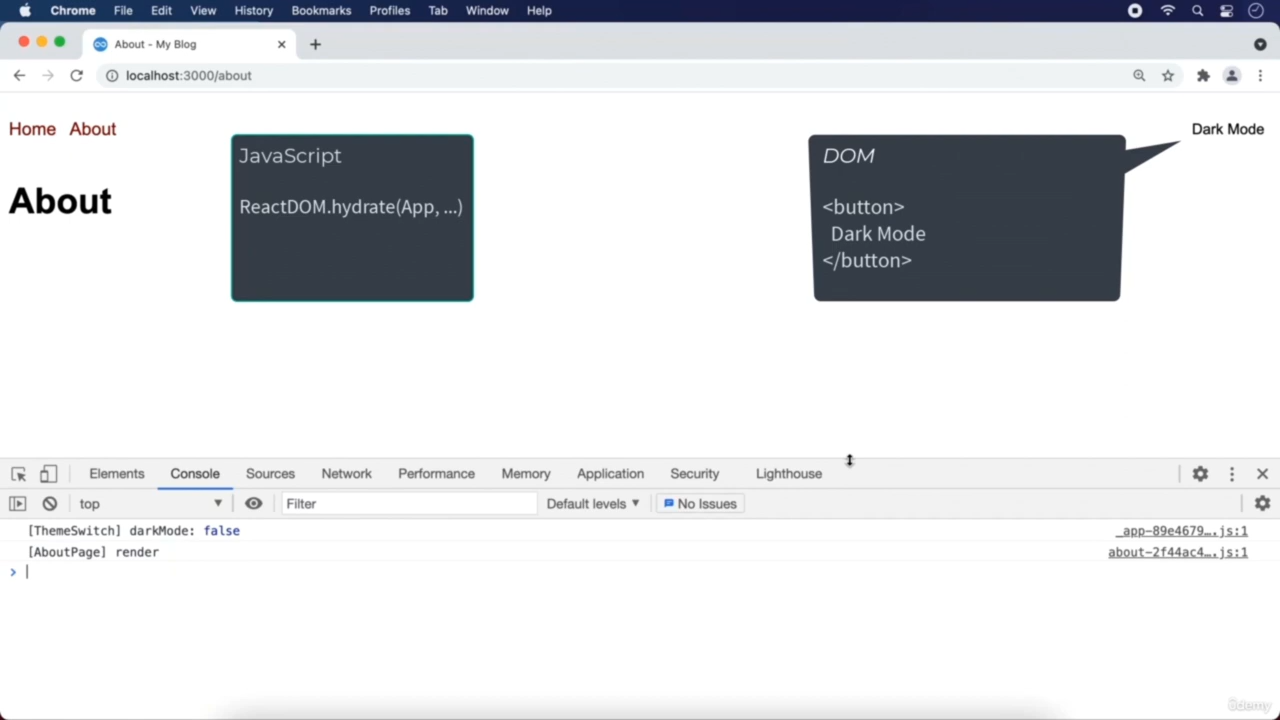 Chrome File Edit View History Bookmarks Profiles Tab Window Help
About - My Blog
localhost:3000/about
Home About
Dark Mode
About
JavaScript
ReactDOM.hydrate(App, ...)
DOM
<button>
Dark Mode
</button>
Elements Console Sources Network Performance Memory Application Security Lighthouse
top Filter Default levels No Issues
[ThemeSwitch] darkMode: false _app-89e4679….js:1
[AboutPage] render about-2f44ac4….js:1
ûdemy